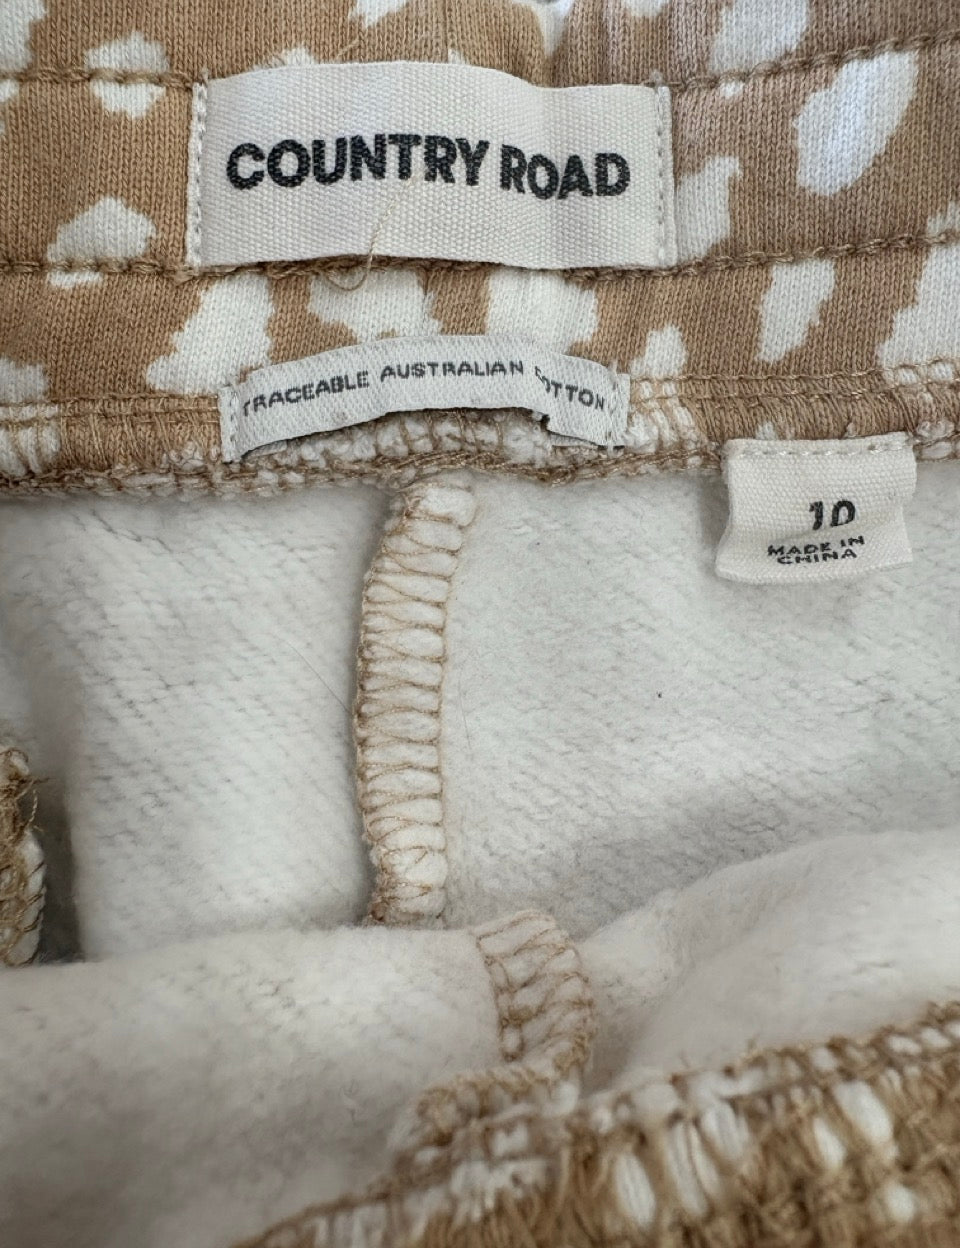 COUNTRY ROAD
TRACEABLE AUSTRALIAN COTTON
10
MADE IN
CHINA